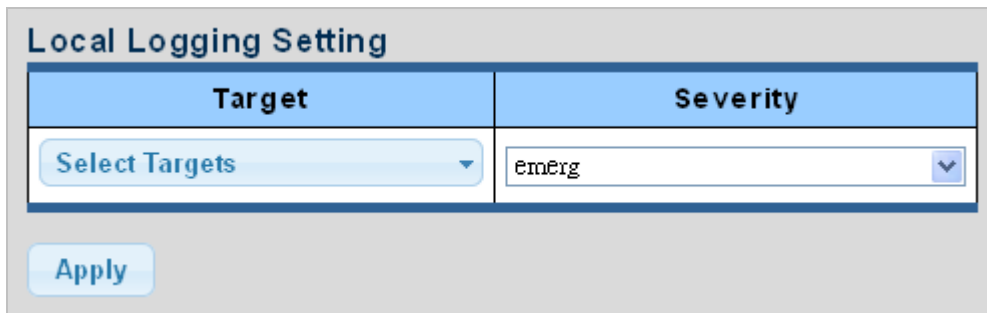 Local Logging Setting
Target Severity
Select Targets emerg
Apply